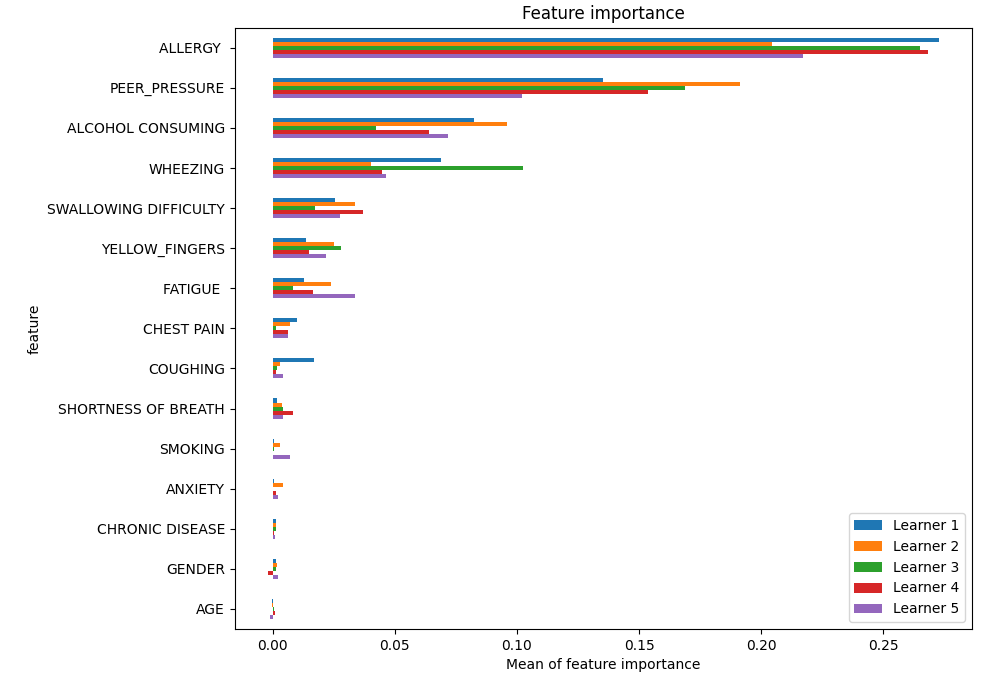 Feature importance
ALLERGY
PEER_PRESSURE
ALCOHOL CONSUMING
WHEEZING
SWALLOWING DIFFICULTY
YELLOW_FINGERS
FATIGUE
CHEST PAIN
COUGHING
SHORTNESS OF BREATH
SMOKING
ANXIETY
CHRONIC DISEASE
GENDER
AGE
feature
Learner 1
Learner 2
Learner 3
Learner 4
Learner 5
0.00 0.05 0.10 0.15 0.20 0.25
Mean of feature importance